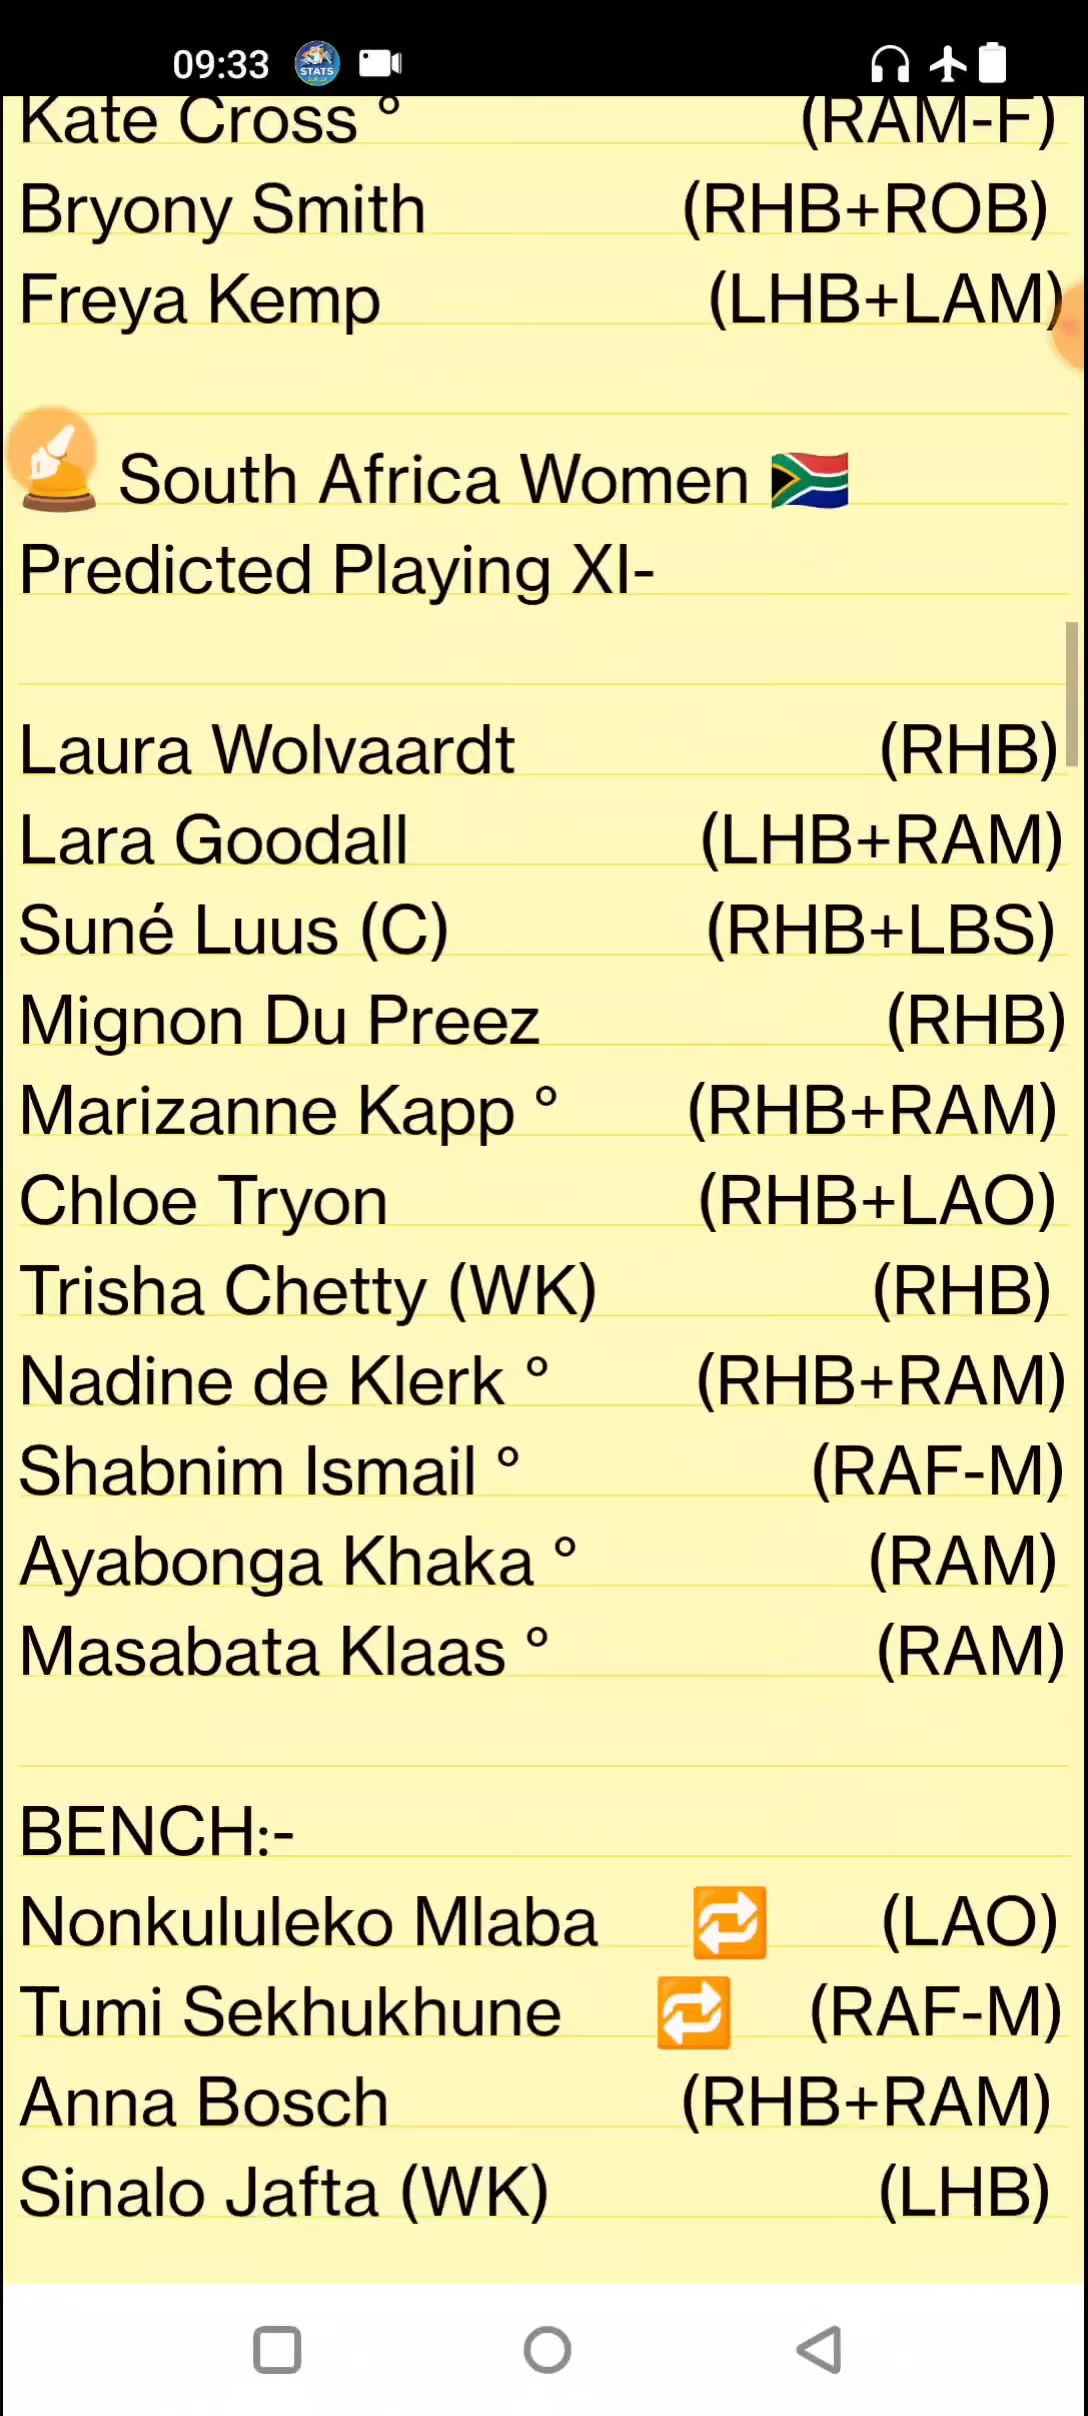 09:33 STATS
Kate Cross ° (RAM-F)
Bryony Smith (RHB+ROB)
Freya Kemp (LHB+LAM)
South Africa Women 🇿🇦
Predicted Playing XI-
Laura Wolvaardt (RHB)
Lara Goodall (LHB+RAM)
Suné Luus (C) (RHB+LBS)
Mignon Du Preez (RHB)
Marizanne Kapp ° (RHB+RAM)
Chloe Tryon (RHB+LAO)
Trisha Chetty (WK) (RHB)
Nadine de Klerk ° (RHB+RAM)
Shabnim Ismail ° (RAF-M)
Ayabonga Khaka ° (RAM)
Masabata Klaas ° (RAM)
BENCH:-
Nonkululeko Mlaba 🔁 (LAO)
Tumi Sekhukhune 🔁 (RAF-M)
Anna Bosch (RHB+RAM)
Sinalo Jafta (WK) (LHB)